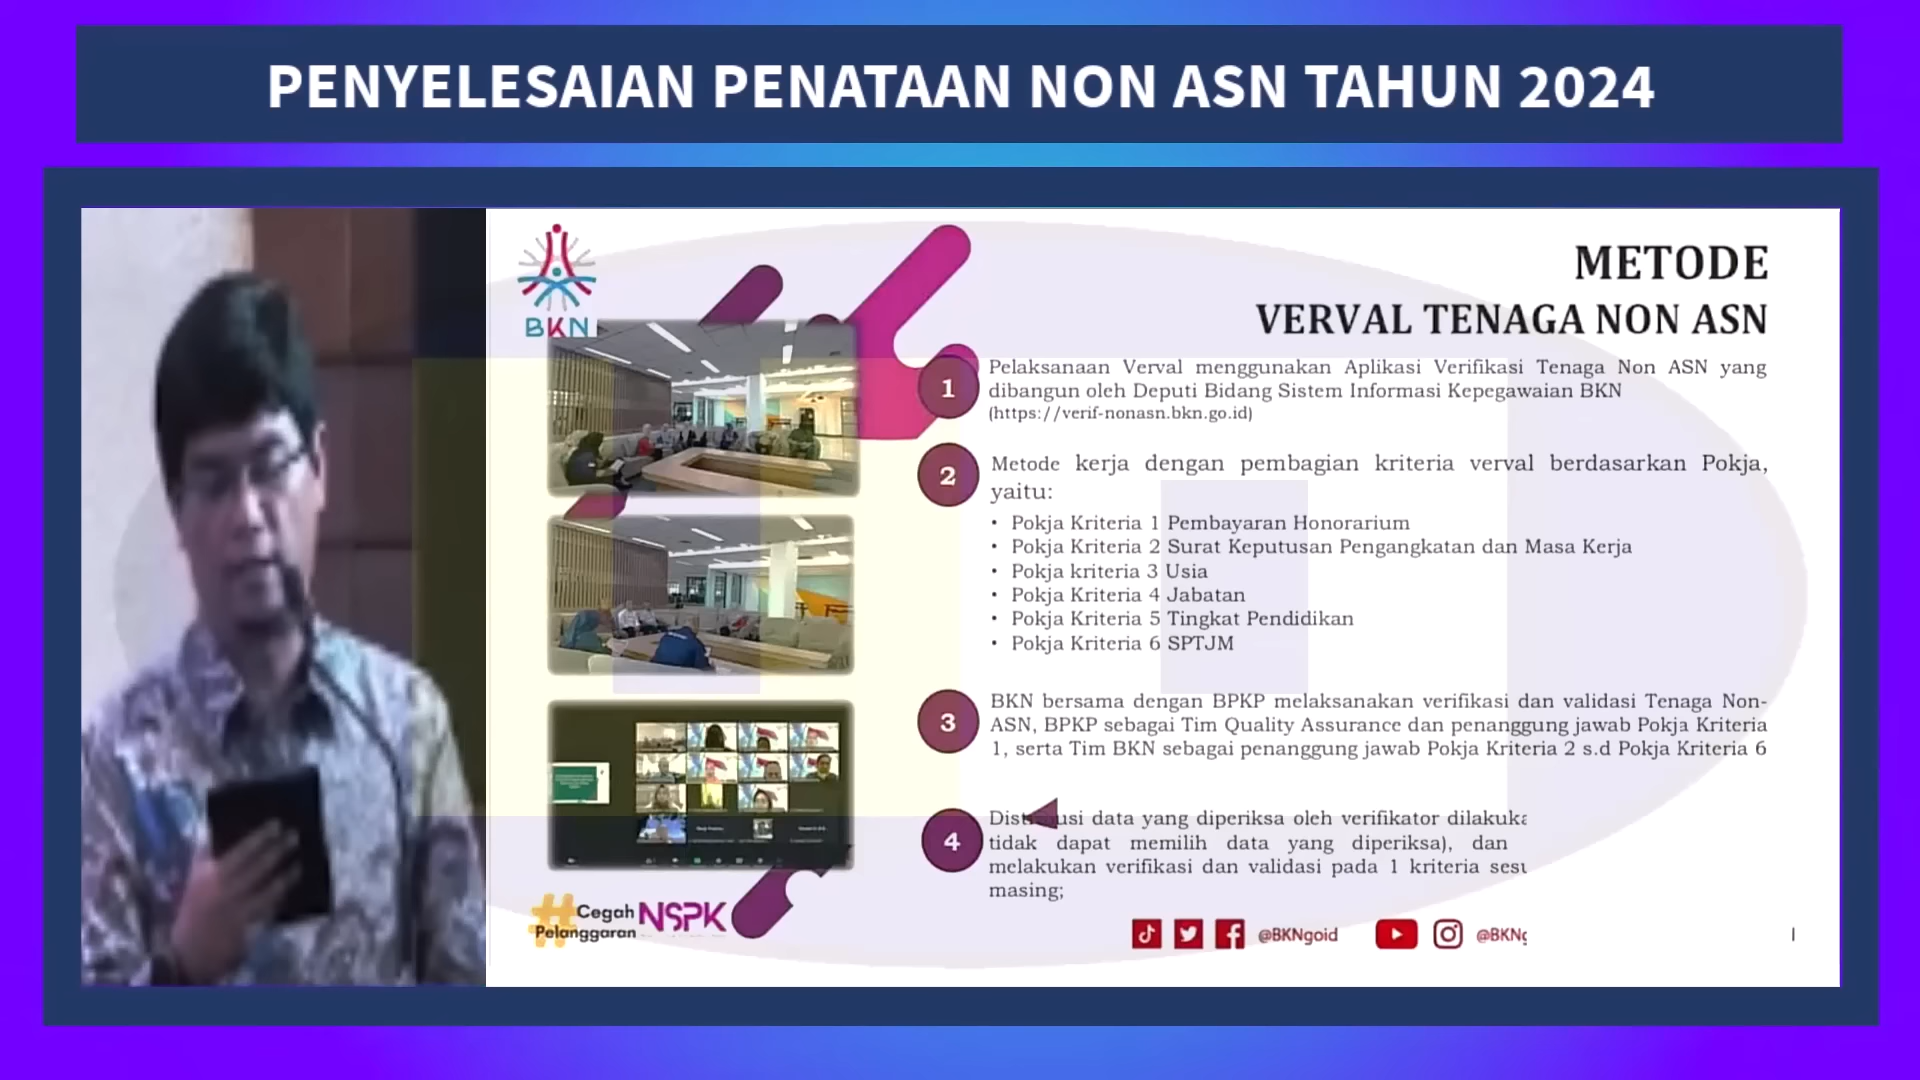 PENYELESAIAN PENATAAN NON ASN TAHUN 2024
BKN
METODE
VERVAL TENAGA NON ASN
1
Pelaksanaan Verval menggunakan Aplikasi Verifikasi Tenaga Non ASN yang
dibangun oleh Deputi Bidang Sistem Informasi Kepegawaian BKN
(https://verif-nonasn.bkn.go.id)
2
Metode kerja dengan pembagian kriteria verval berdasarkan Pokja,
yaitu:
• Pokja Kriteria 1 Pembayaran Honorarium
• Pokja Kriteria 2 Surat Keputusan Pengangkatan dan Masa Kerja
• Pokja kriteria 3 Usia
• Pokja Kriteria 4 Jabatan
• Pokja Kriteria 5 Tingkat Pendidikan
• Pokja Kriteria 6 SPTJM
3
BKN bersama dengan BPKP melaksanakan verifikasi dan validasi Tenaga Non-
ASN, BPKP sebagai Tim Quality Assurance dan penanggung jawab Pokja Kriteria
1, serta Tim BKN sebagai penanggung jawab Pokja Kriteria 2 s.d Pokja Kriteria 6
4
data yang diperiksa oleh verifikator
tidak dapat memilih data yang diperiksa), dan
melakukan verifikasi dan validasi pada 1 kriteria
masing;
#Cegah NSPK
Pelanggaran
@BKNgoid